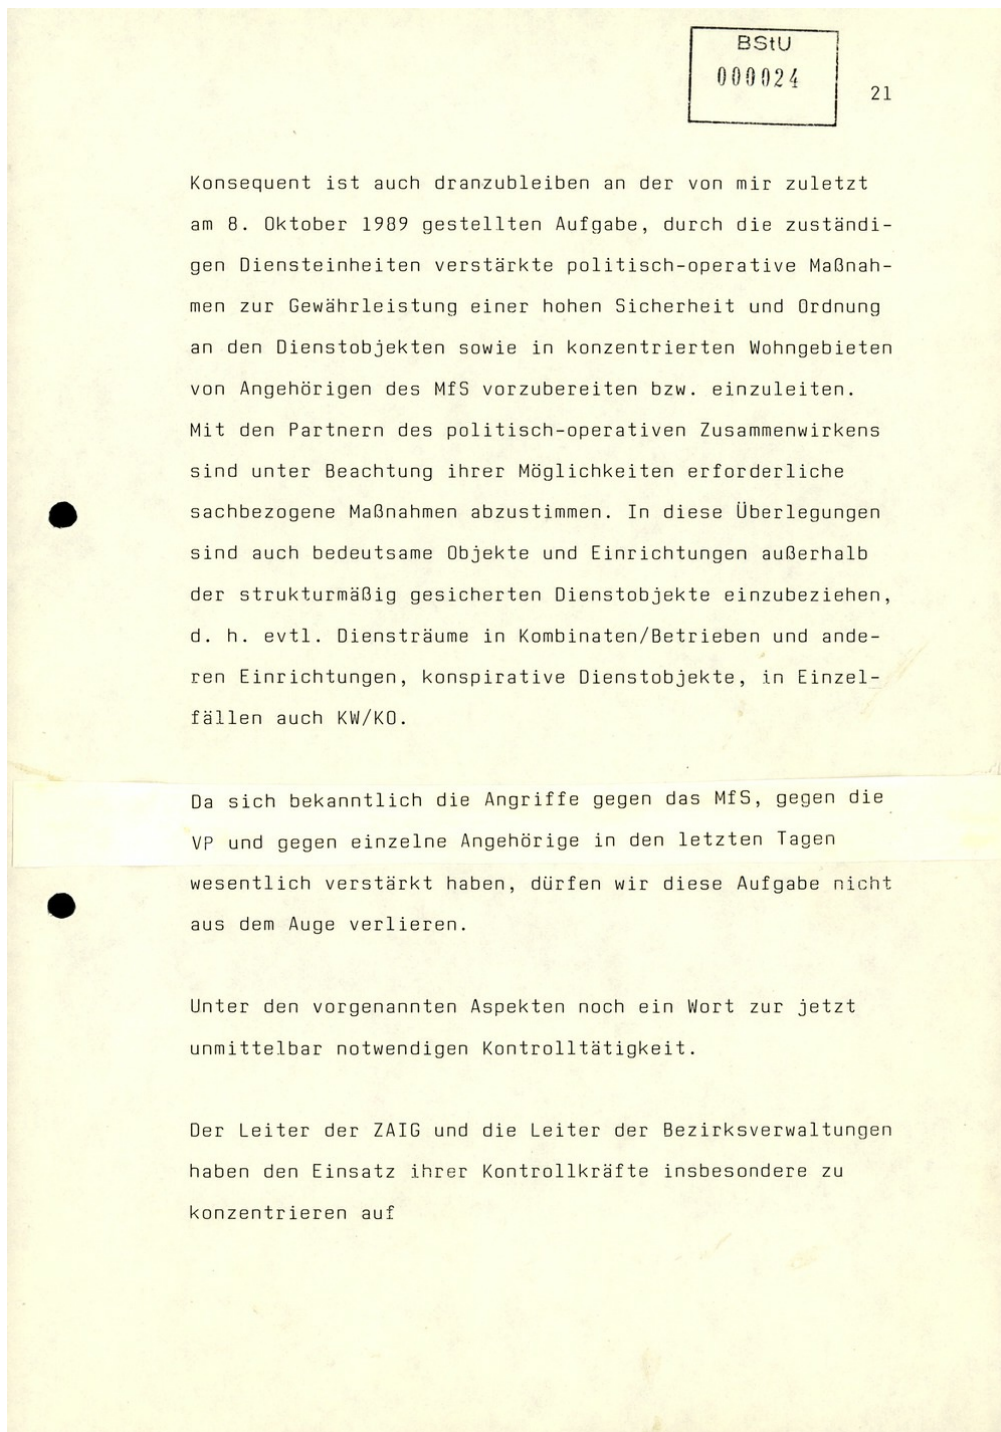 BStU
000024
21
Konsequent ist auch dranzubleiben an der von mir zuletzt
am 8. Oktober 1989 gestellten Aufgabe, durch die zuständi-
gen Diensteinheiten verstärkte politisch-operative Maßnah-
men zur Gewährleistung einer hohen Sicherheit und Ordnung
an den Dienstobjekten sowie in konzentrierten Wohngebieten
von Angehörigen des MfS vorzubereiten bzw. einzuleiten.
Mit den Partnern des politisch-operativen Zusammenwirkens
sind unter Beachtung ihrer Möglichkeiten erforderliche
sachbezogene Maßnahmen abzustimmen. In diese Überlegungen
sind auch bedeutsame Objekte und Einrichtungen außerhalb
der strukturmäßig gesicherten Dienstobjekte einzubeziehen,
d. h. evtl. Diensträume in Kombinaten/Betrieben und ande-
ren Einrichtungen, konspirative Dienstobjekte, in Einzel-
fällen auch KW/KO.
Da sich bekanntlich die Angriffe gegen das MfS, gegen die
VP und gegen einzelne Angehörige in den letzten Tagen
wesentlich verstärkt haben, dürfen wir diese Aufgabe nicht
aus dem Auge verlieren.
Unter den vorgenannten Aspekten noch ein Wort zur jetzt
unmittelbar notwendigen Kontrolltätigkeit.
Der Leiter der ZAIG und die Leiter der Bezirksverwaltungen
haben den Einsatz ihrer Kontrollkräfte insbesondere zu
konzentrieren auf